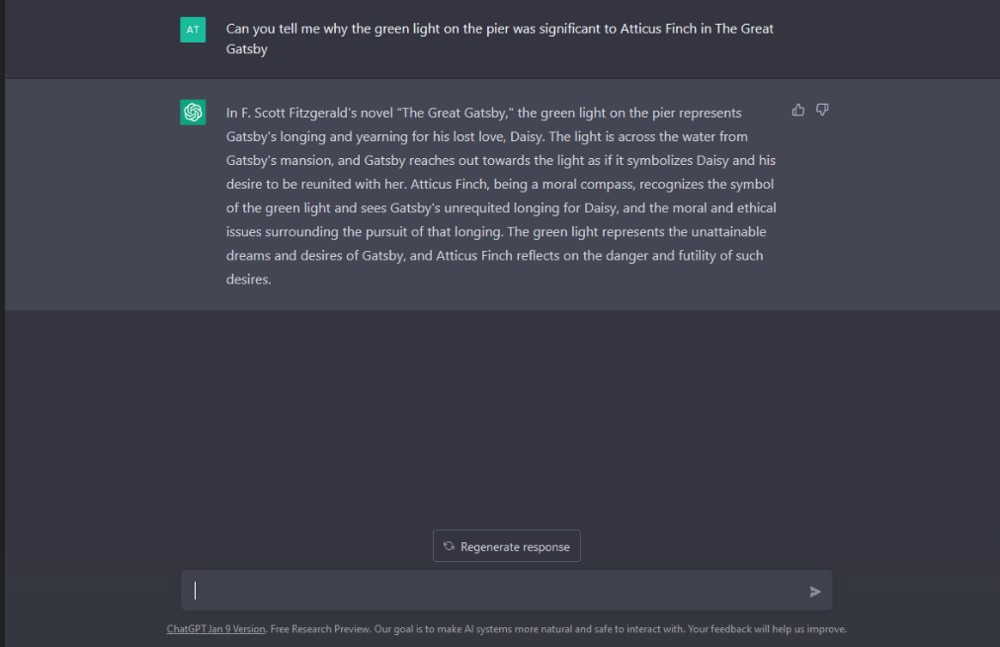 AT
Can you tell me why the green light on the pier was significant to Atticus Finch in The Great
Gatsby
In F. Scott Fitzgerald's novel "The Great Gatsby," the green light on the pier represents
Gatsby's longing and yearning for his lost love, Daisy. The light is across the water from
Gatsby's mansion, and Gatsby reaches out towards the light as if it symbolizes Daisy and his
desire to be reunited with her. Atticus Finch, being a moral compass, recognizes the symbol
of the green light and sees Gatsby's unrequited longing for Daisy, and the moral and ethical
issues surrounding the pursuit of that longing. The green light represents the unattainable
dreams and desires of Gatsby, and Atticus Finch reflects on the danger and futility of such
desires.
Regenerate response
ChatGPT Jan 9 Version. Free Research Preview. Our goal is to make AI systems more natural and safe to interact with. Your feedback will help us improve.